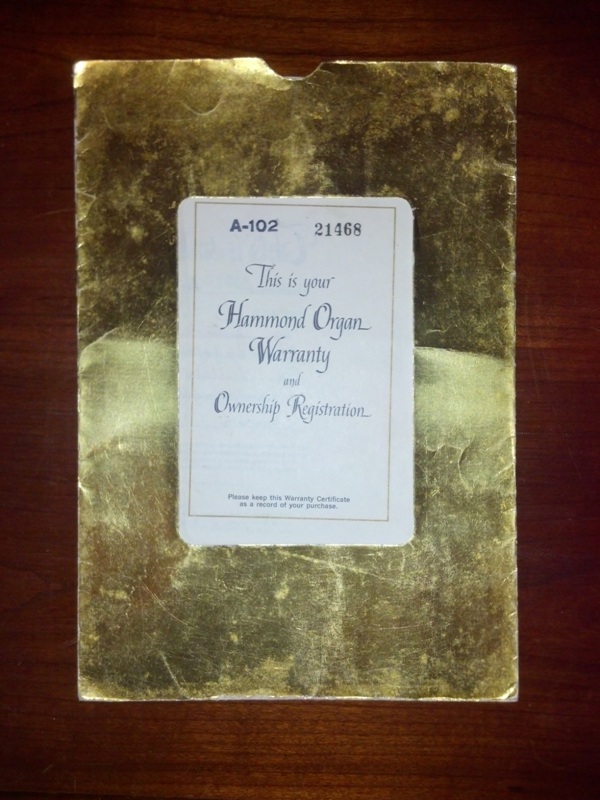 A-102 21468
This is your
Hammond Organ
Warranty
and
Ownership Registration
Please keep this Warranty Certificate
as a record of your purchase.